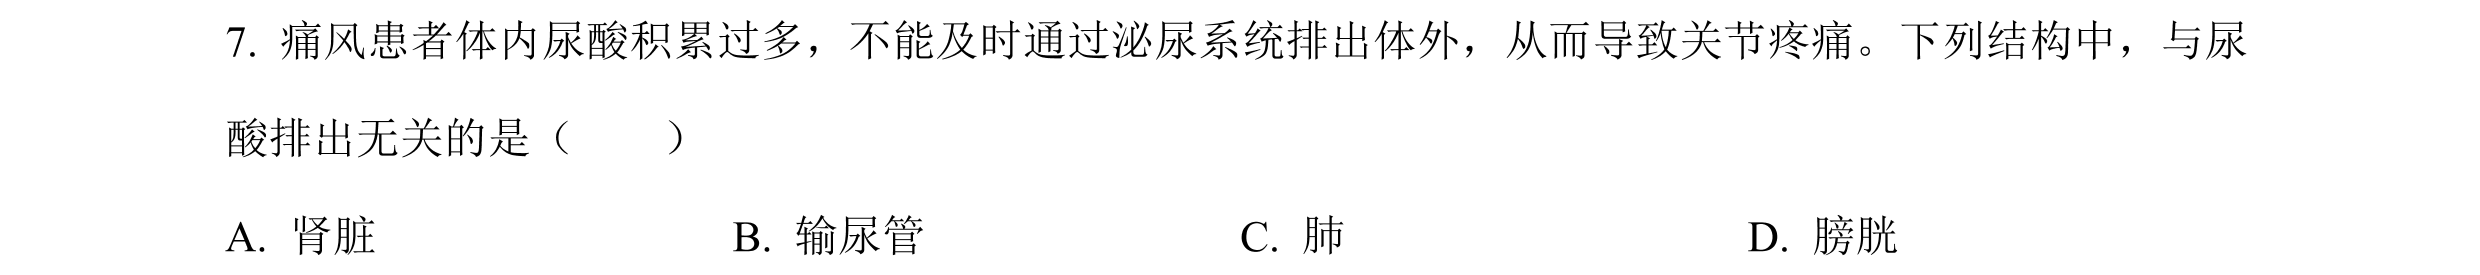 7. 痛风患者体内尿酸积累过多，不能及时通过泌尿系统排出体外，从而导致关节疼痛。下列结构中，与尿
酸排出无关的是（　　）
A. 肾脏 B. 输尿管 C. 肺 D. 膀胱